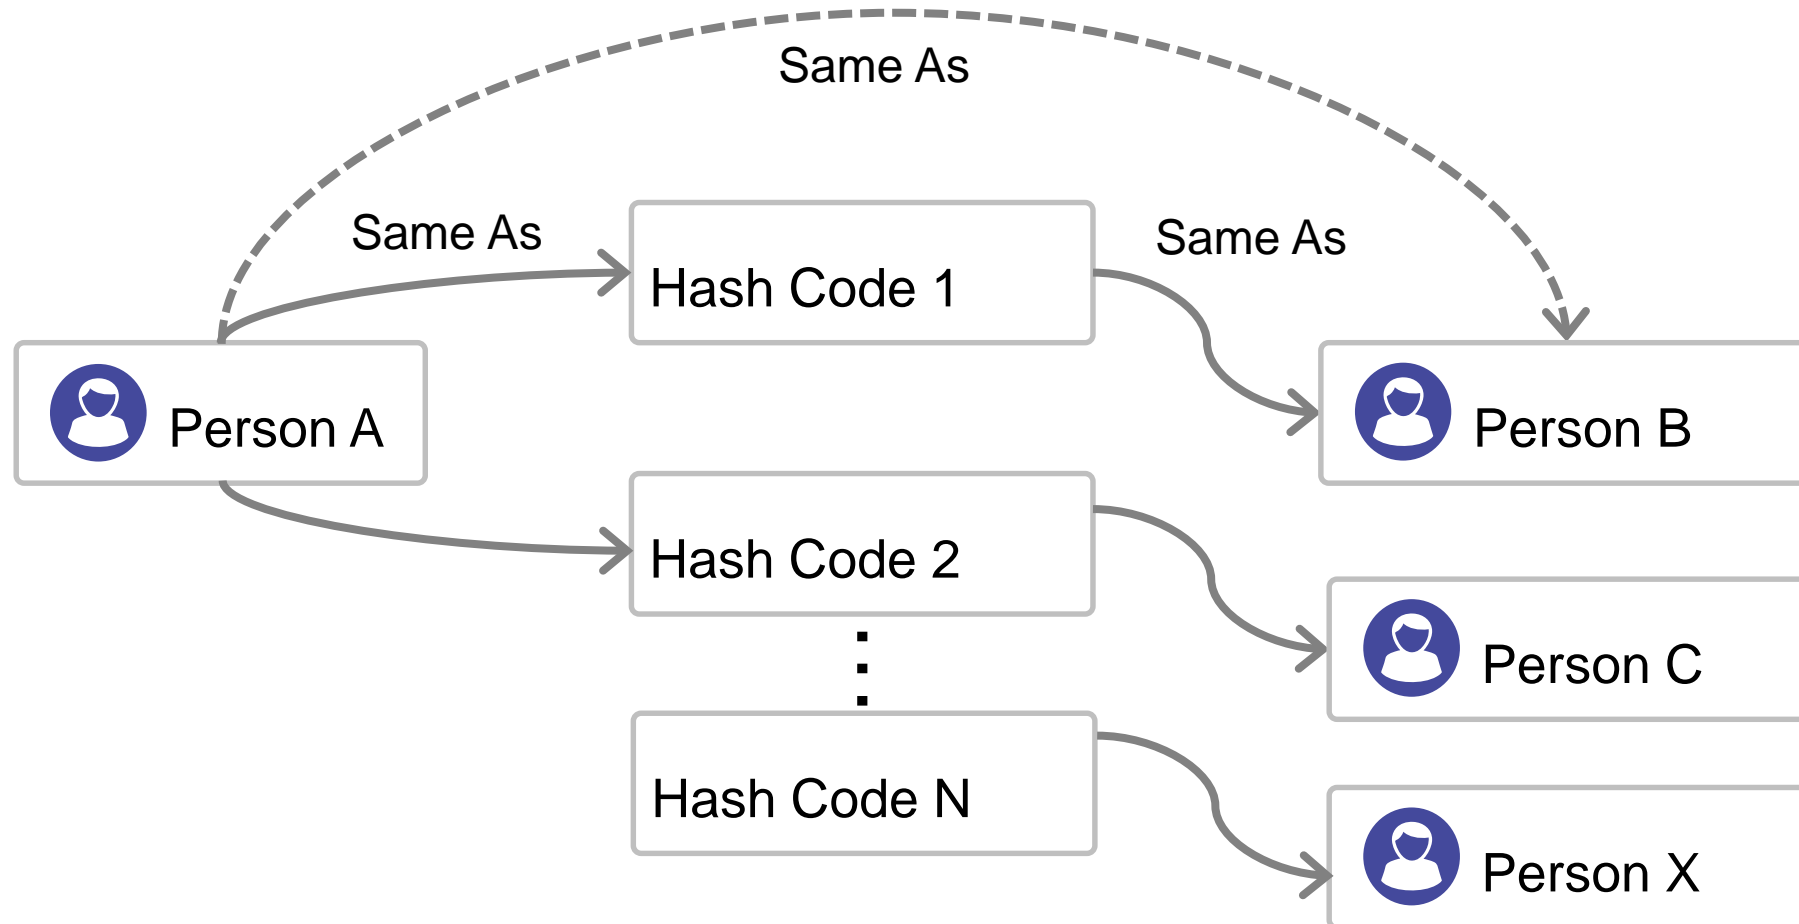 Same As
Same As
Hash Code 1
Same As
Person A
Person B
Hash Code 2
Person C
Hash Code N
Person X